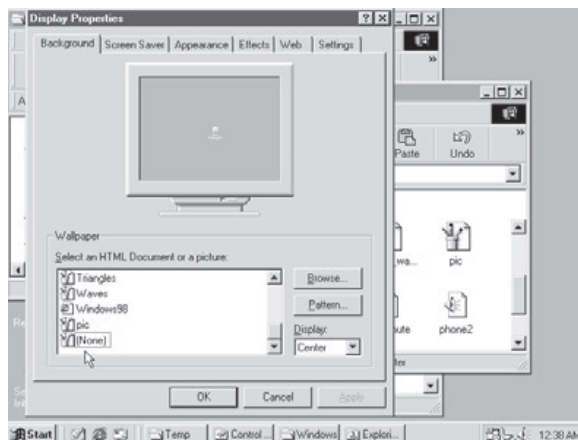 Display Properties
Background
Screen Saver
Appearance
Effects
Web
Settings
Wallpaper
Select an HTML Document or a picture:
Triangles
Waves
Windows98
pic
(None)
Browse...
Pattern...
Display:
Center
OK
Cancel
Apply
Paste
Undo
pic
phone2
Start
Temp
Control ...
Windows
Explori...
12:38 AM